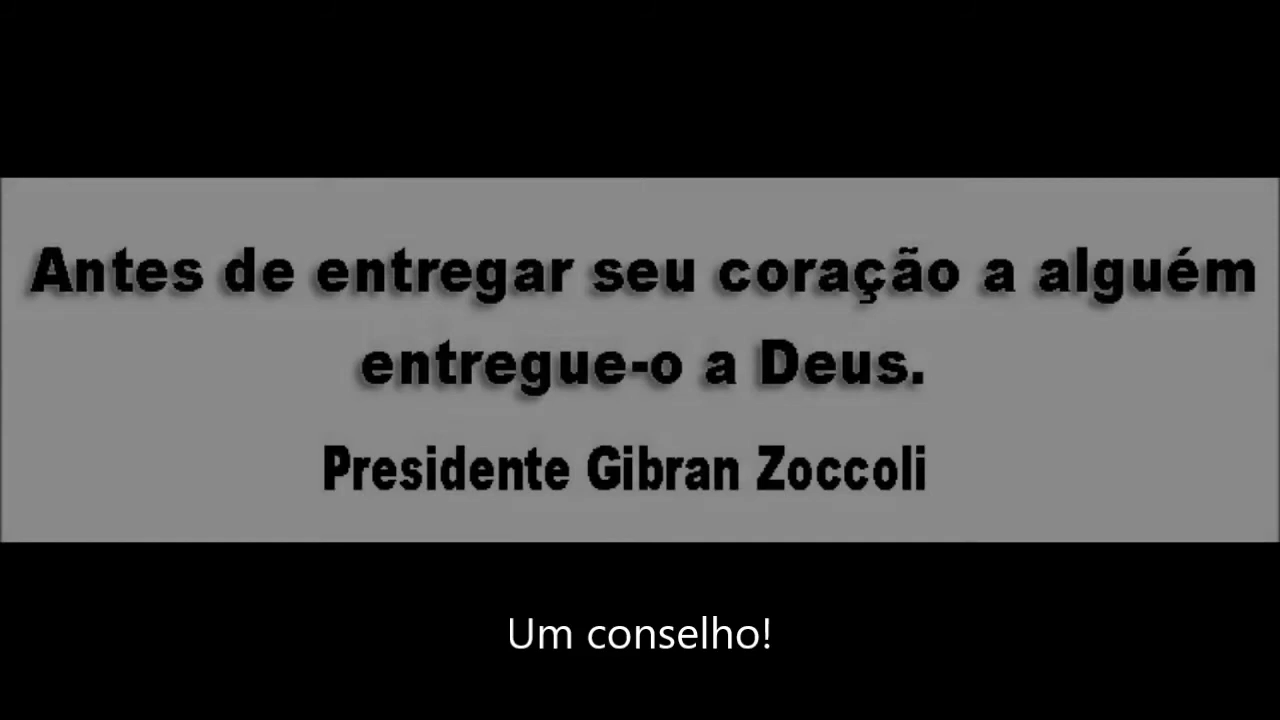 Antes de entregar seu coração a alguém
entregue-o a Deus.
Presidente Gibran Zoccoli
Um conselho!